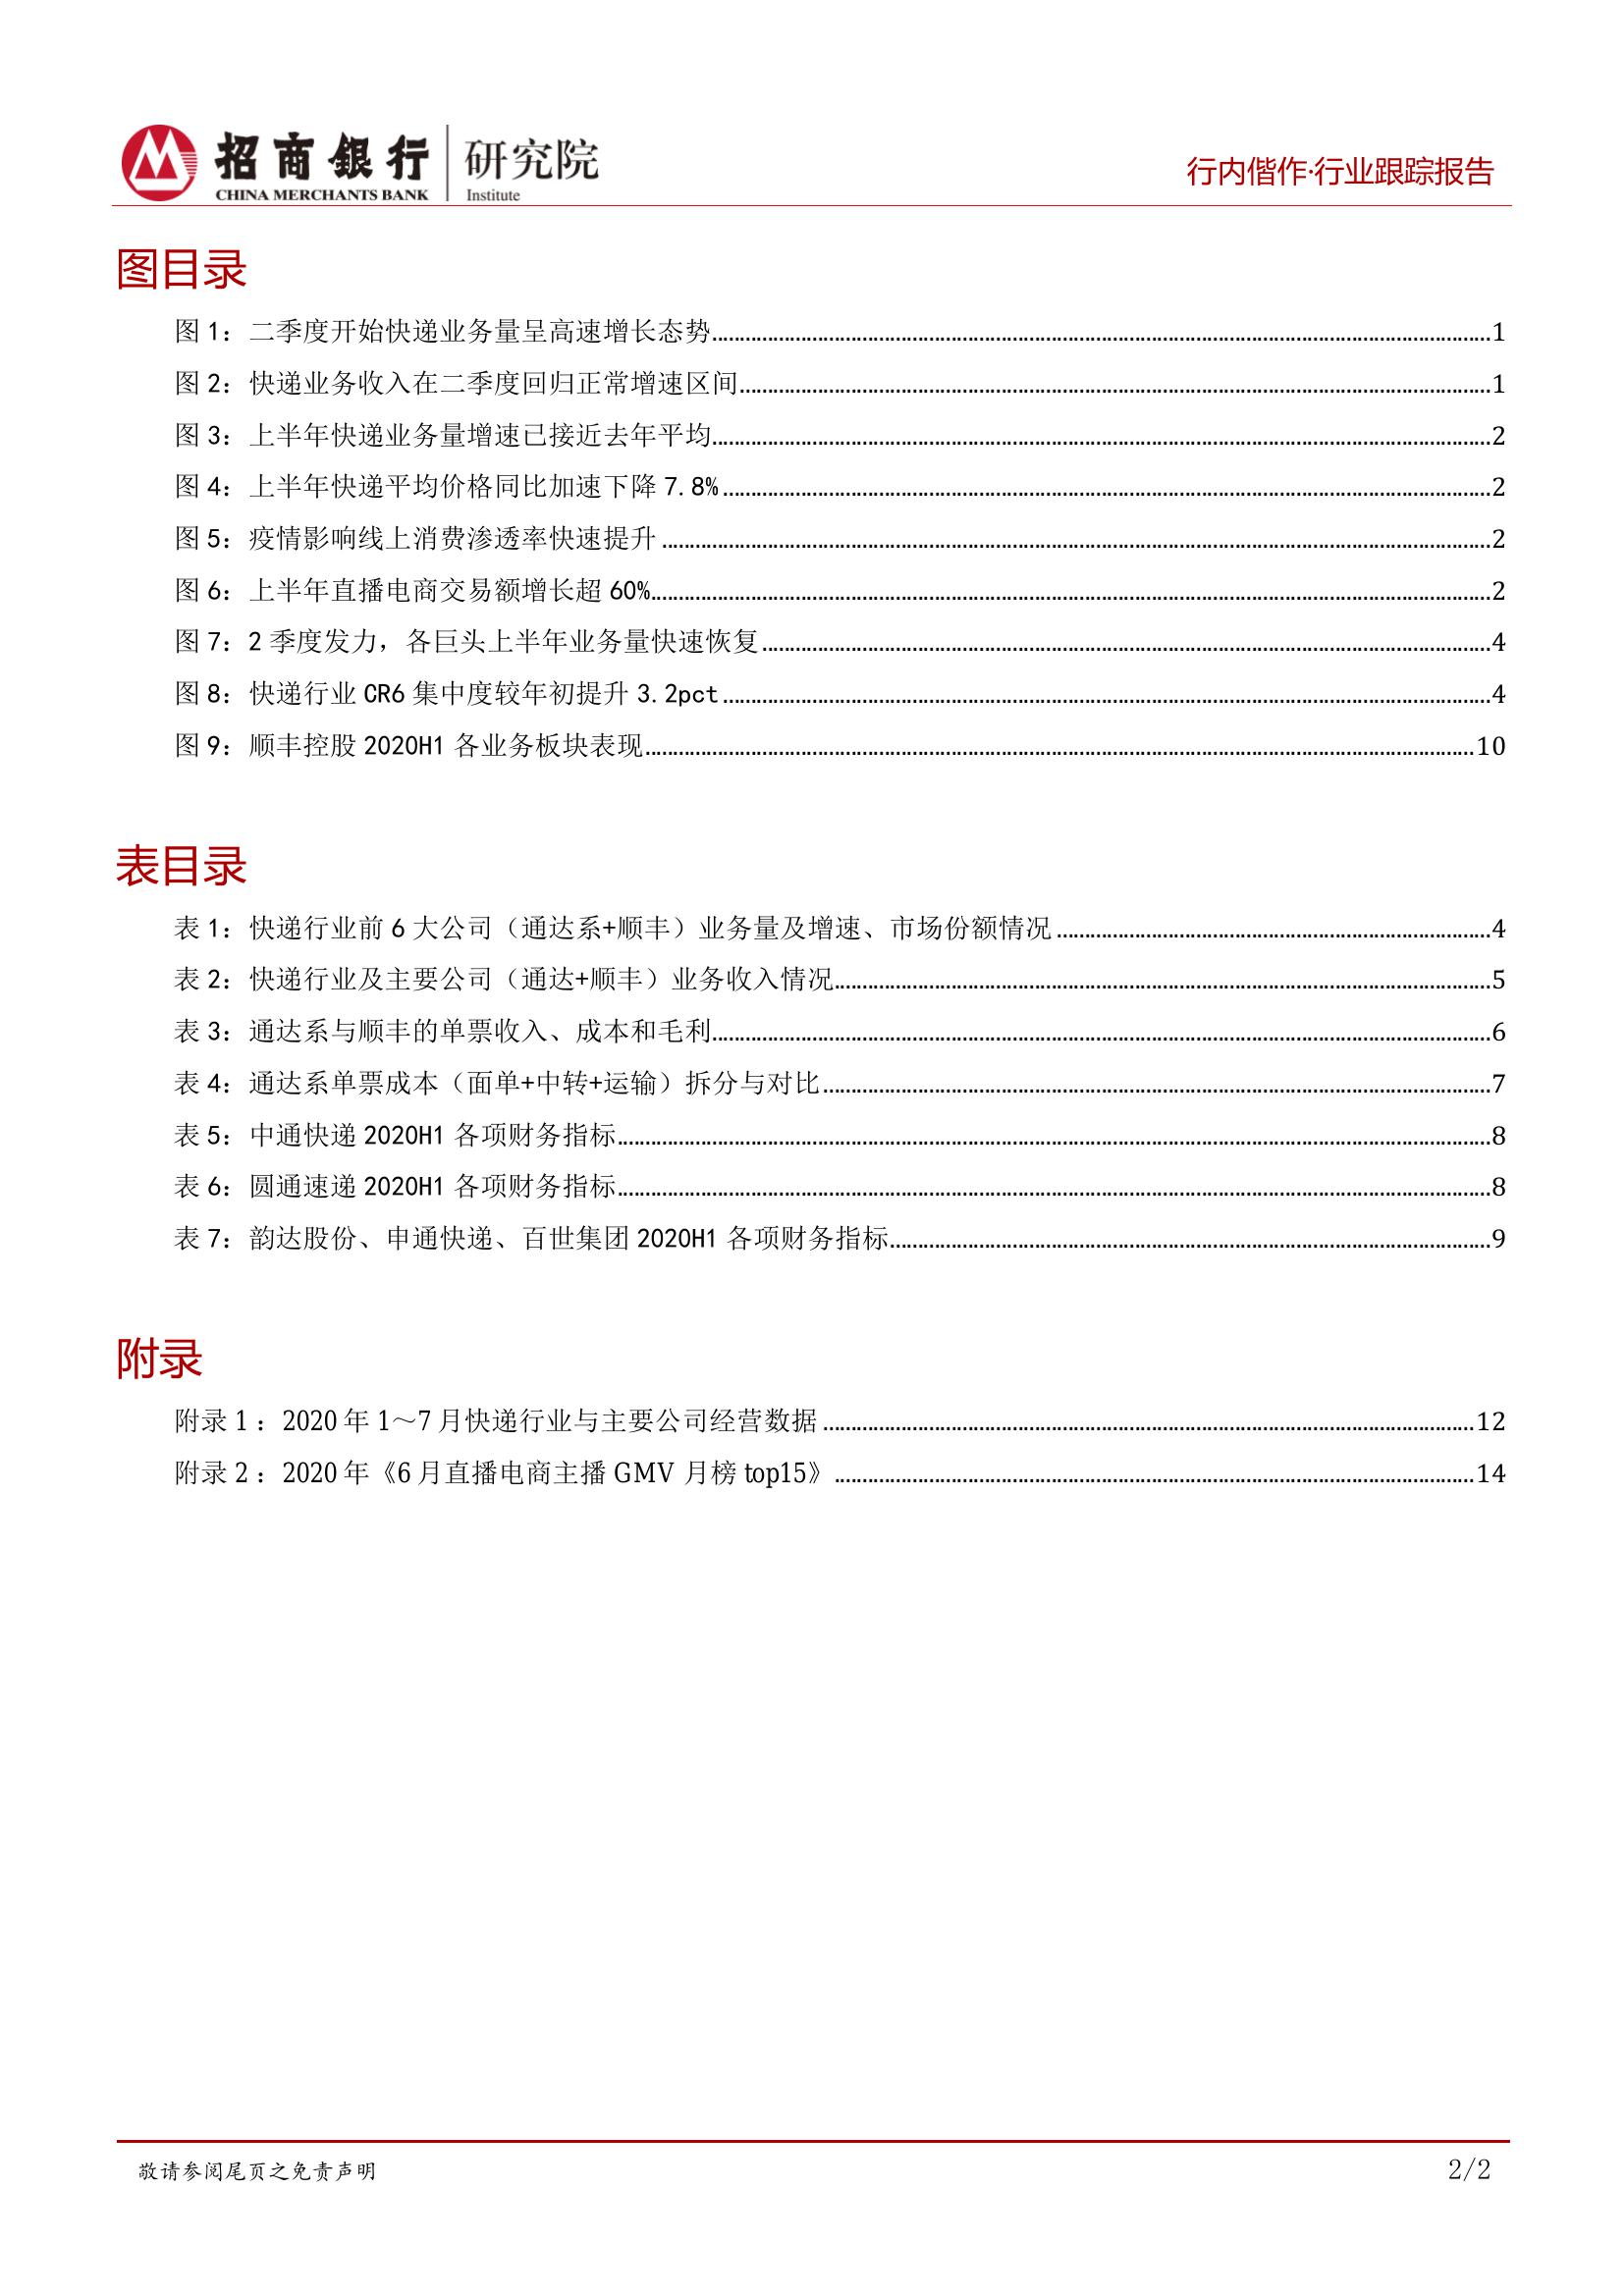 招商銀行 研究院
CHINA MERCHANTS BANK Institute
行内偕作·行业跟踪报告
图目录
图 1：二季度开始快递业务量呈高速增长态势........1
图 2：快递业务收入在二季度回归正常增速区间........1
图 3：上半年快递业务量增速已接近去年平均........2
图 4：上半年快递平均价格同比加速下降 7.8%........2
图 5：疫情影响线上消费渗透率快速提升........2
图 6：上半年直播电商交易额增长超 60%........2
图 7：2 季度发力，各巨头上半年业务量快速恢复........4
图 8：快递行业 CR6 集中度较年初提升 3.2pct........4
图 9：顺丰控股 2020H1 各业务板块表现........10
表目录
表 1：快递行业前 6 大公司（通达系+顺丰）业务量及增速、市场份额情况........4
表 2：快递行业及主要公司（通达+顺丰）业务收入情况........5
表 3：通达系与顺丰的单票收入、成本和毛利........6
表 4：通达系单票成本（面单+中转+运输）拆分与对比........7
表 5：中通快递 2020H1 各项财务指标........8
表 6：圆通速递 2020H1 各项财务指标........8
表 7：韵达股份、申通快递、百世集团 2020H1 各项财务指标........9
附录
附录 1 ：2020 年 1～7 月快递行业与主要公司经营数据........12
附录 2 ：2020 年《6 月直播电商主播 GMV 月榜 top15》........14
敬请参阅尾页之免责声明
2/2